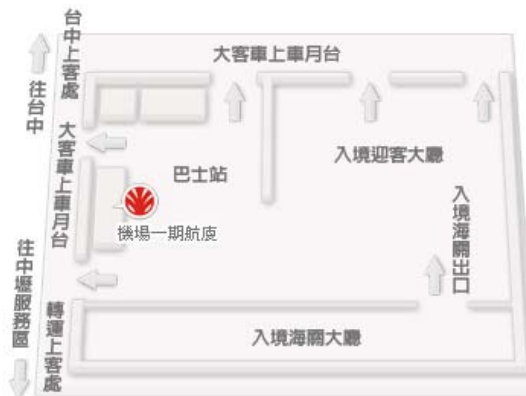 台中上客處
往台中
大客車上車月台
大客車上車月台
入境迎客大廳
巴士站
機場一期航廈
入境海關出口
往中壢服務區
轉運上客處
入境海關大廳